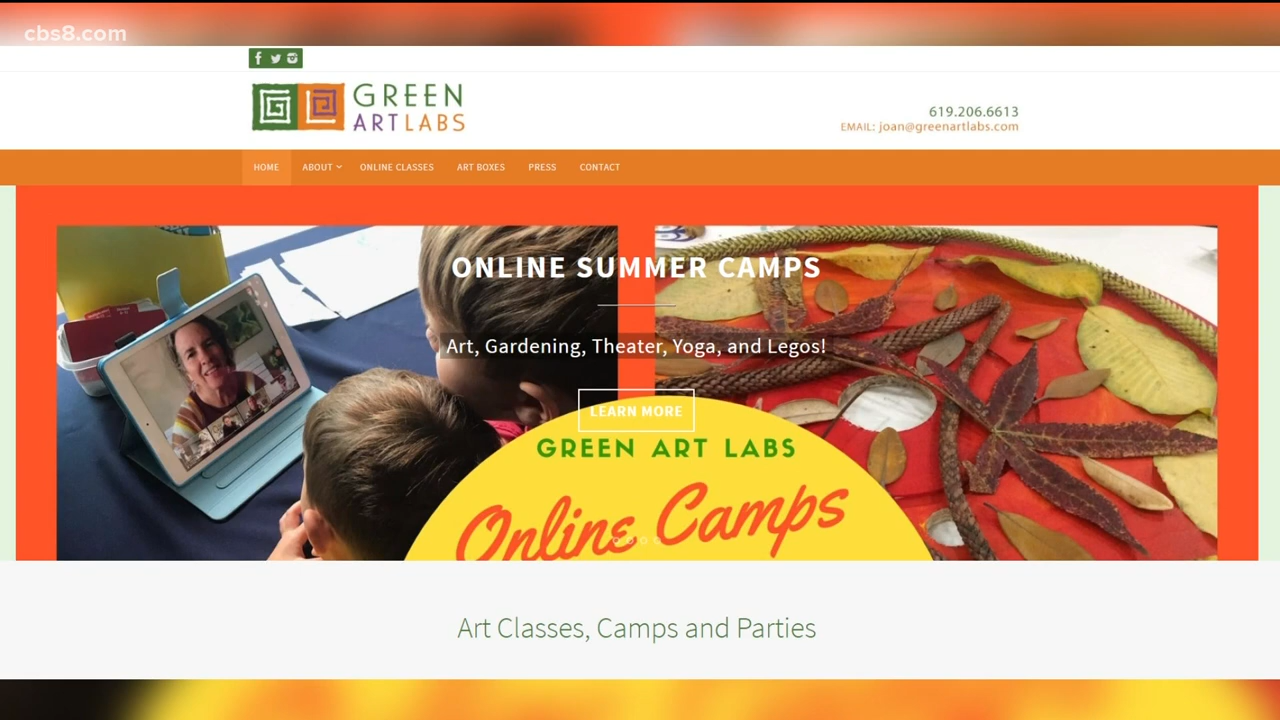 cbs8.com
GREEN
ARTLABS
619.206.6613
EMAIL: joan@greenartlabs.com
HOME ABOUT ONLINE CLASSES ART BOXES PRESS CONTACT
ONLINE SUMMER CAMPS
Art, Gardening, Theater, Yoga, and Legos!
LEARN MORE
GREEN ART LABS
Online Camps
Art Classes, Camps and Parties